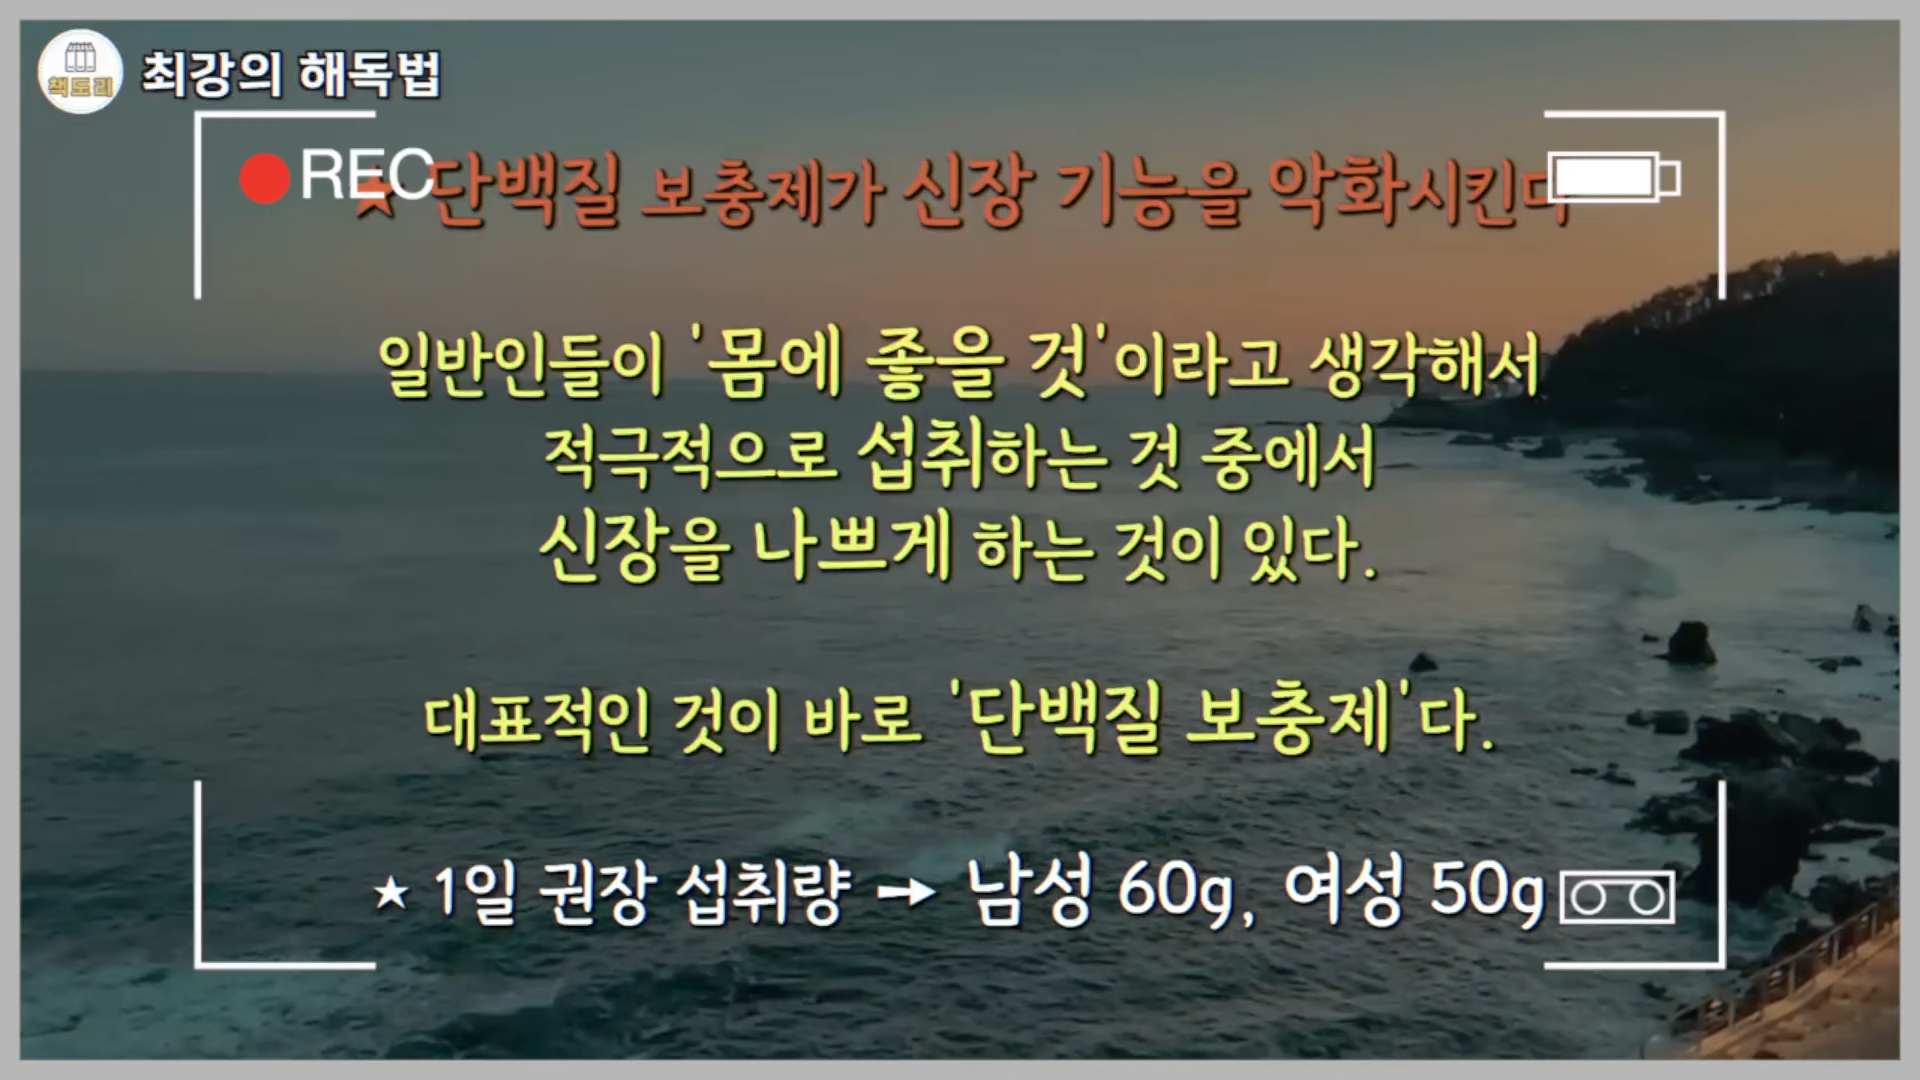 책도리
최강의 해독법
REC
★ 단백질 보충제가 신장 기능을 악화시킨다
일반인들이 '몸에 좋을 것'이라고 생각해서
적극적으로 섭취하는 것 중에서
신장을 나쁘게 하는 것이 있다.
대표적인 것이 바로 '단백질 보충제'다.
★ 1일 권장 섭취량 → 남성 60g, 여성 50g